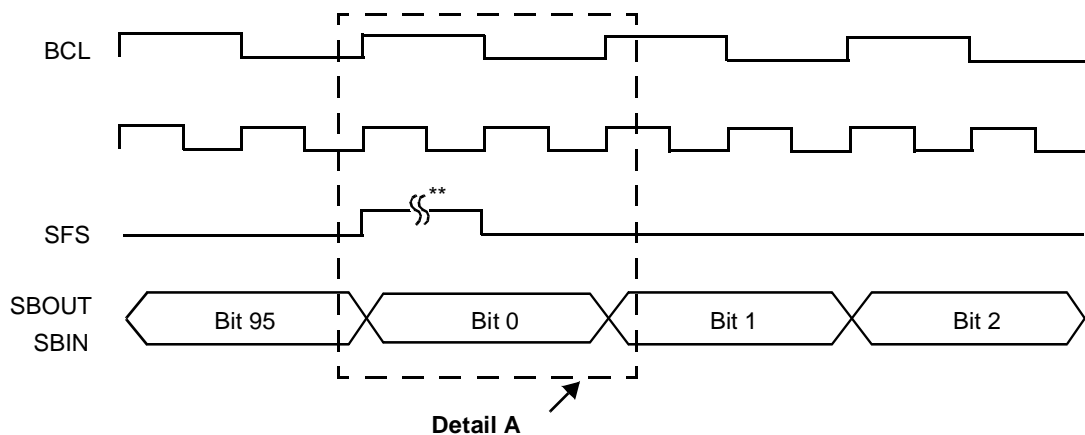 BCL
**
SFS
SBOUT
SBIN
Bit 95
Bit 0
Bit 1
Bit 2
Detail A